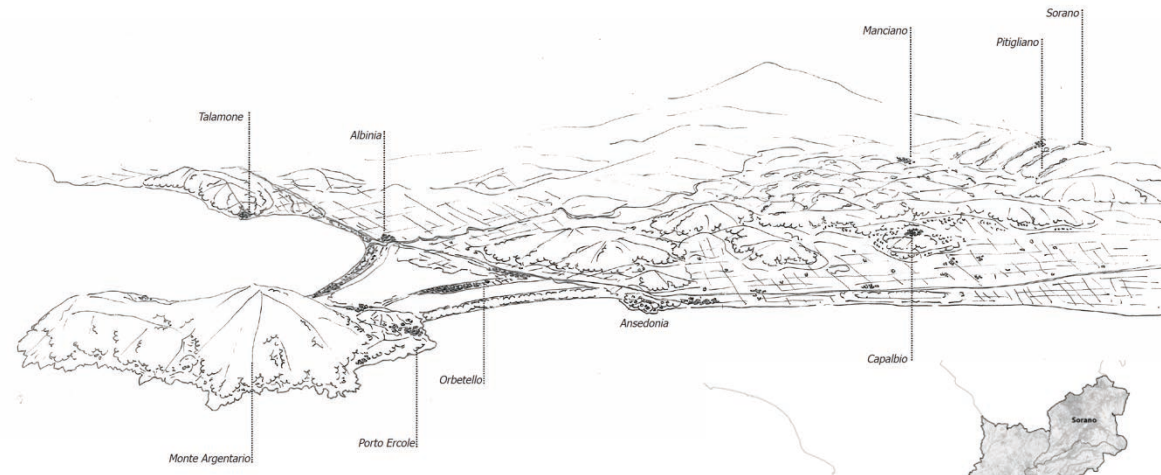 Sorano
Manciano
Pitigliano
Talamone
Albinia
Ansedonia
Capalbio
Orbetello
Porto Ercole
Monte Argentario
Sorano